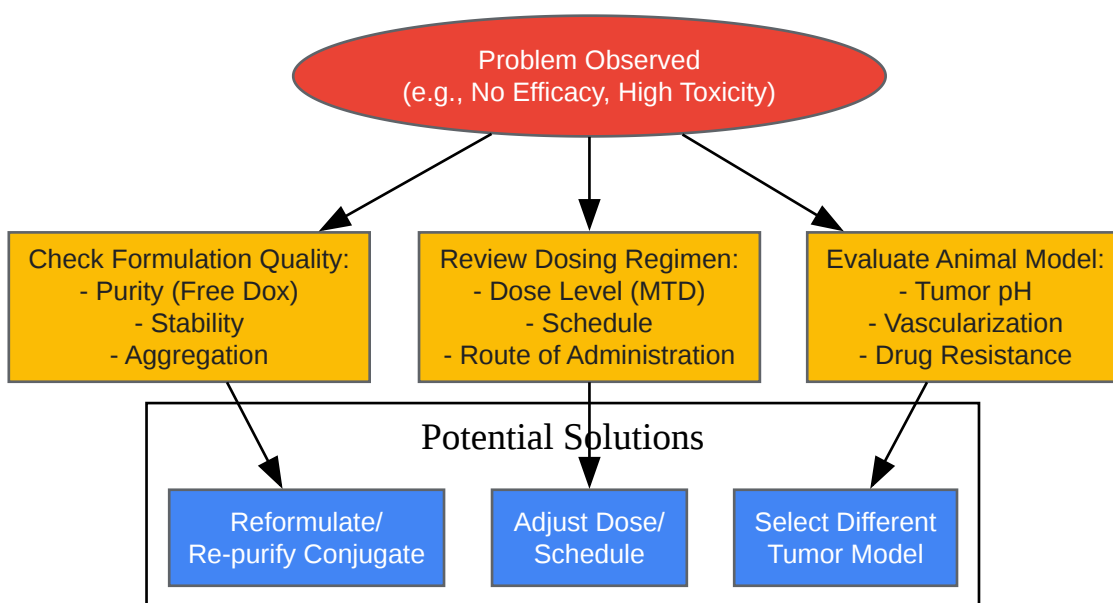 Problem Observed
(e.g., No Efficacy, High Toxicity)
Check Formulation Quality:
- Purity (Free Dox)
- Stability
- Aggregation
Review Dosing Regimen:
- Dose Level (MTD)
- Schedule
- Route of Administration
Evaluate Animal Model:
- Tumor pH
- Vascularization
- Drug Resistance
Potential Solutions
Reformulate/
Re-purify Conjugate
Adjust Dose/
Schedule
Select Different
Tumor Model